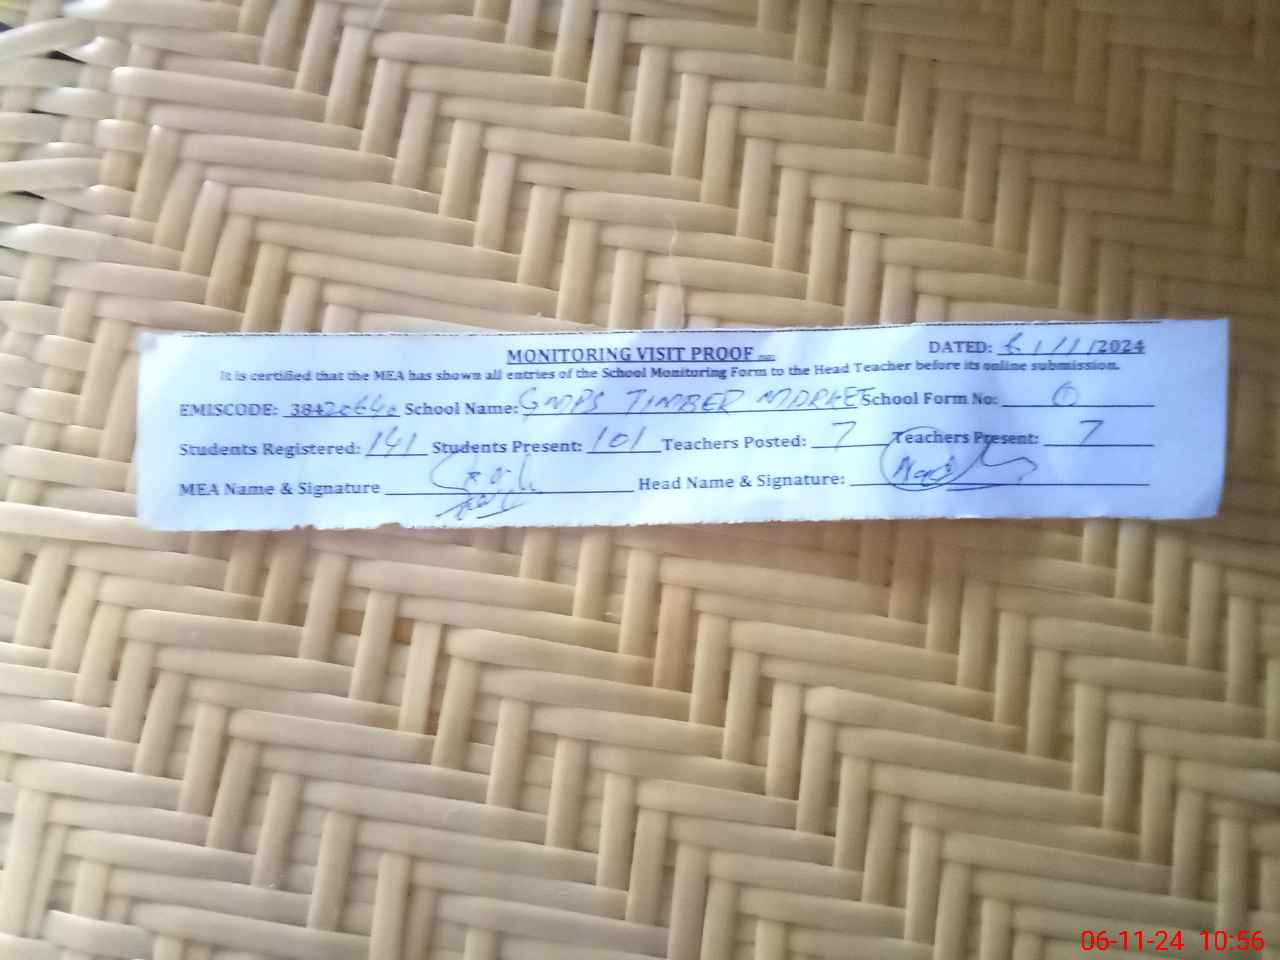 MONITORING VISIT PROOF
DATED: 6/11/2024
It is certified that the MEA has shown all entries of the School Monitoring Form to the Head Teacher before its online submission.
EMISCODE: 384 School Name: GMPS TIMBER MARKET School Form No: 1
Students Registered: 141 Students Present: 101 Teachers Posted: 7 Teachers Present: 7
MEA Name & Signature Head Name & Signature:
06-11-24 10:56